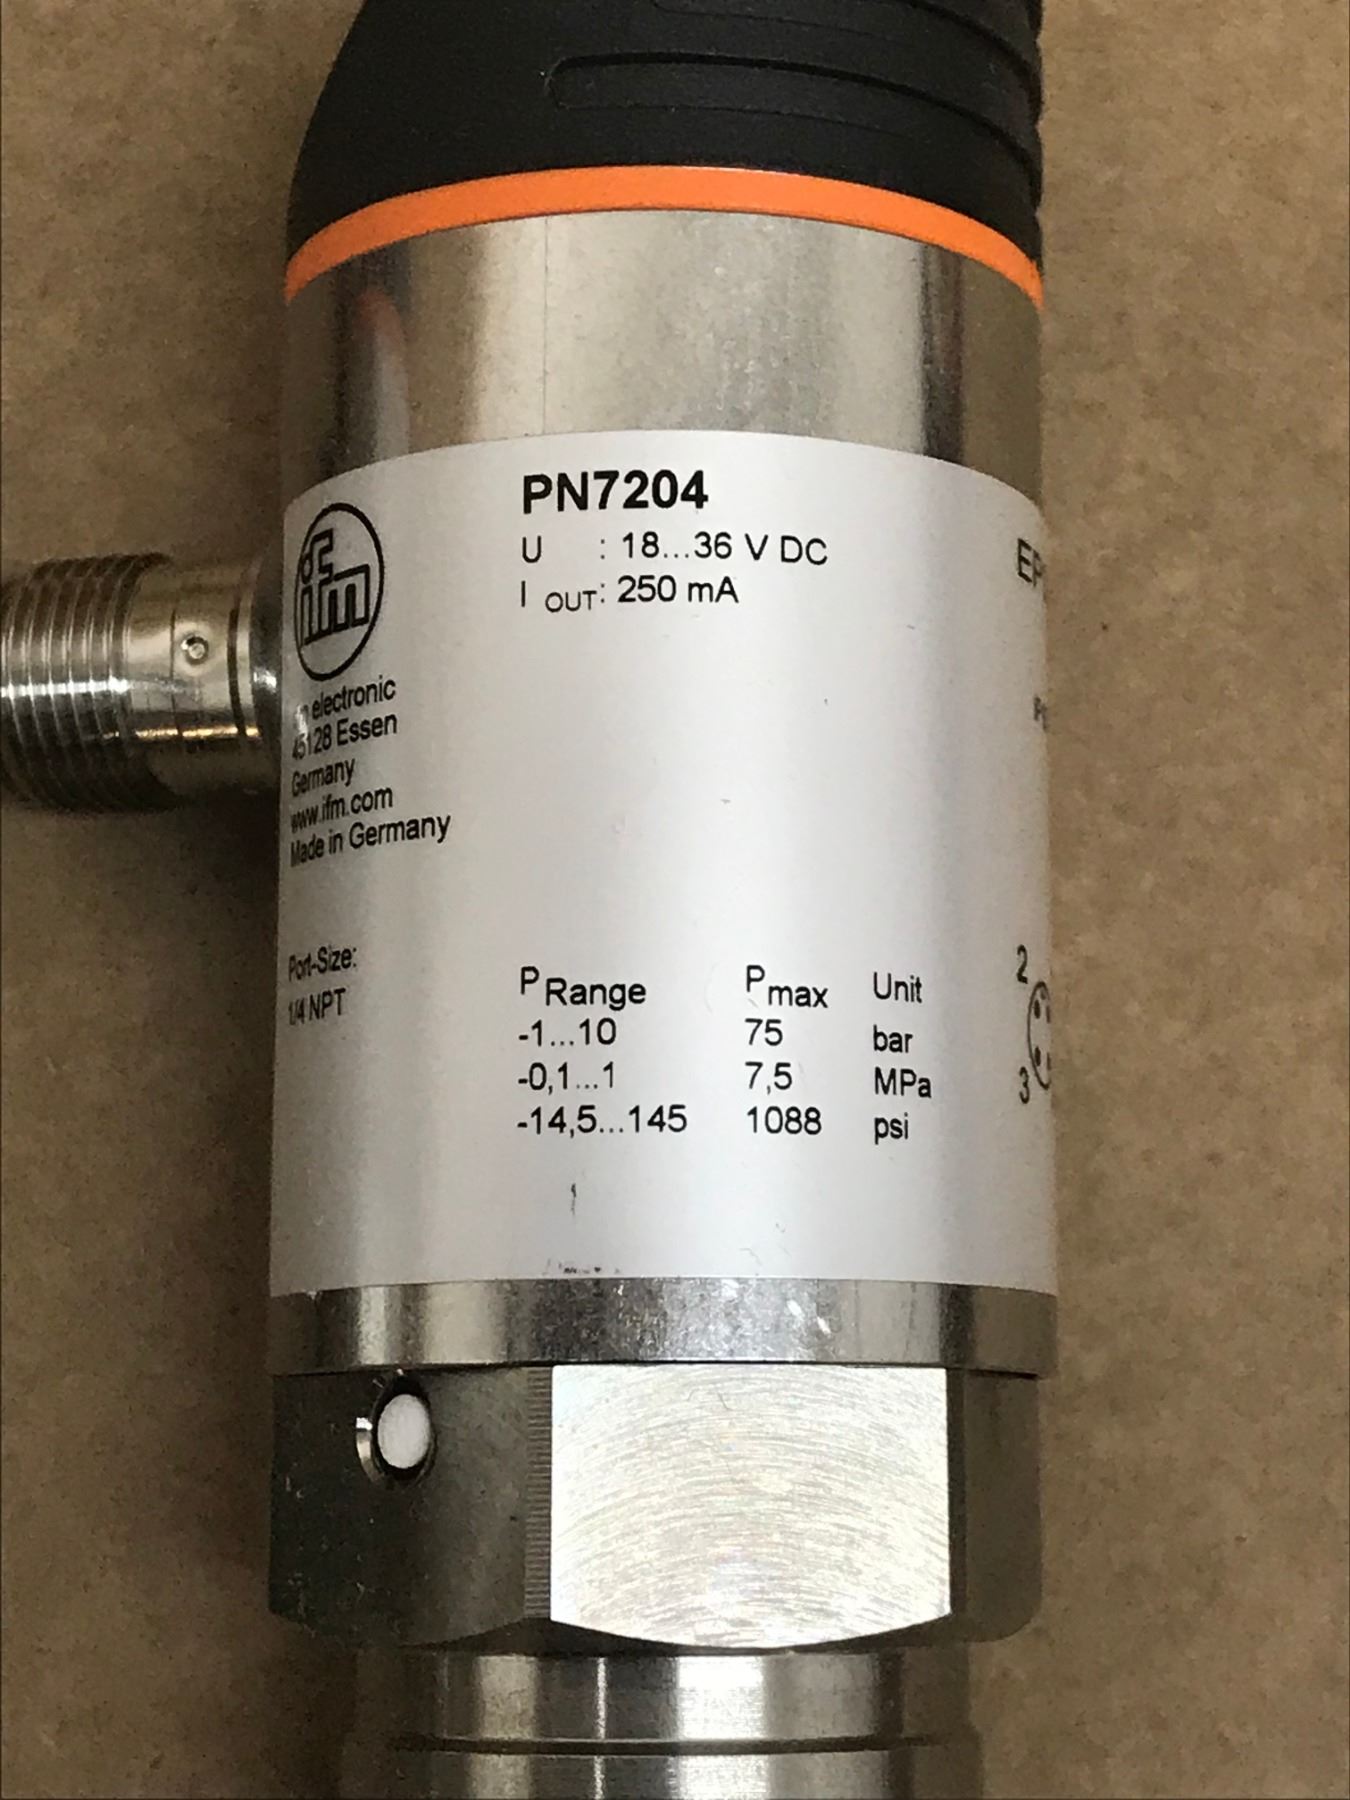 PN7204
U : 18...36 V DC
I OUT: 250 mA
ifm
electronic
45128 Essen
Germany
www.ifm.com
Made in Germany
Port-Size:
1/4 NPT
P Range Pmax Unit
-1...10 75 bar
-0,1...1 7,5 MPa
-14,5...145 1088 psi
2
3